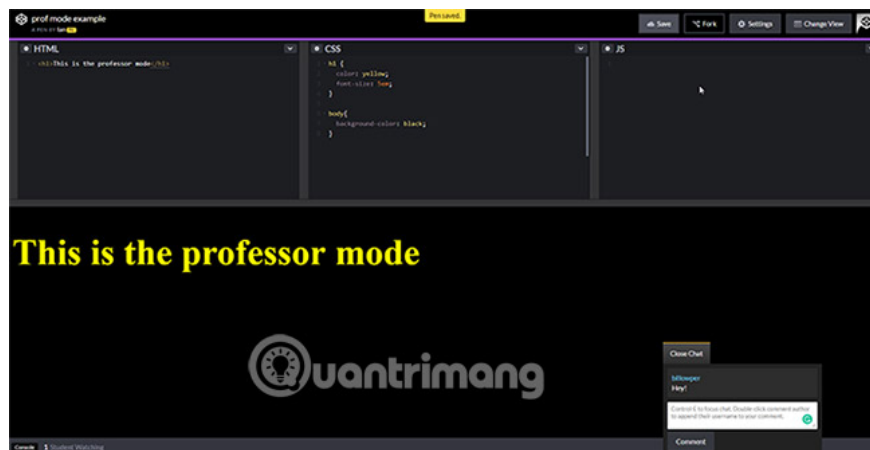 prof mode example
A PEN BY Ian
Pen saved.
Save
Fork
Settings
Change View
HTML
CSS
JS
<h1>This is the professor mode</h1>
h1 {
color: yellow;
font-size: 5em;
}
body{
background-color: black;
}
This is the professor mode
Quantrimang
Close Chat
Hey!
Control-E to focus chat. Double-click comment author
to append their username to your comment.
Comment
Console
1 Student Watching